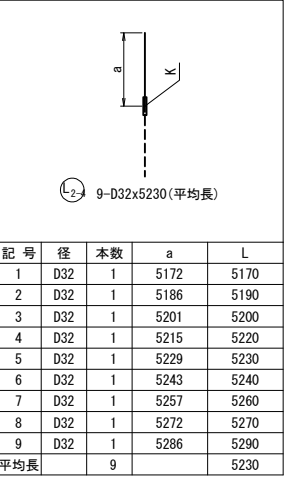 a
K
L2-4 9-D32x5230(平均長)
記 号 径 本数 a L
1 D32 1 5172 5170
2 D32 1 5186 5190
3 D32 1 5201 5200
4 D32 1 5215 5220
5 D32 1 5229 5230
6 D32 1 5243 5240
7 D32 1 5257 5260
8 D32 1 5272 5270
9 D32 1 5286 5290
平均長 9 5230